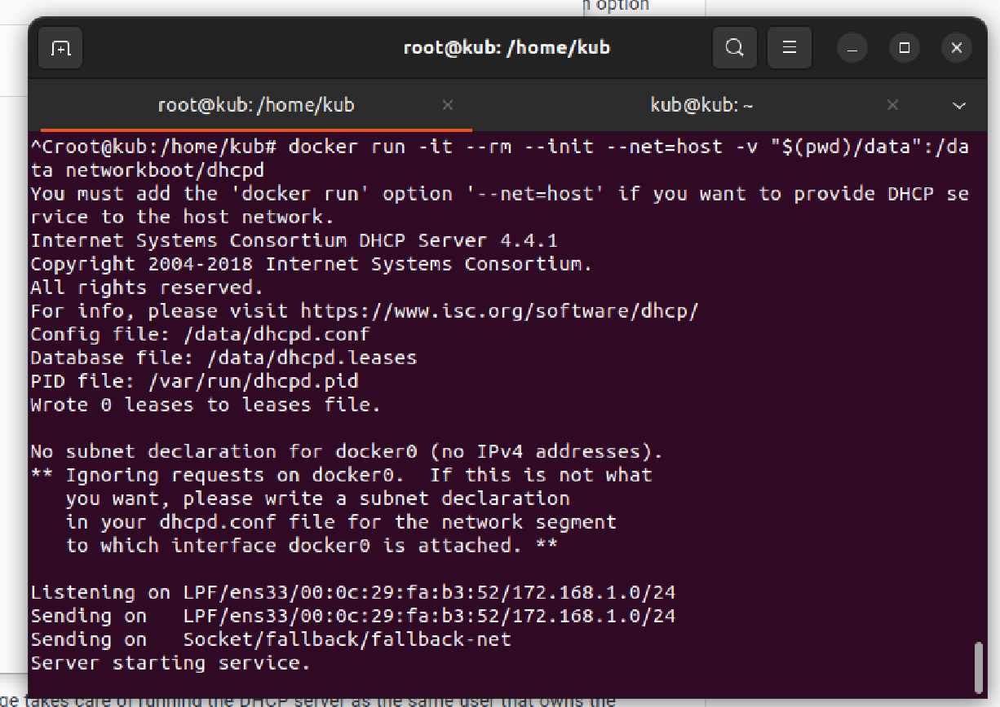 n option
root@kub: /home/kub
root@kub: /home/kub
kub@kub: ~
^Croot@kub:/home/kub# docker run -it --rm --init --net=host -v "$(pwd)/data":/da
ta networkboot/dhcpd
You must add the 'docker run' option '--net=host' if you want to provide DHCP se
rvice to the host network.
Internet Systems Consortium DHCP Server 4.4.1
Copyright 2004-2018 Internet Systems Consortium.
All rights reserved.
For info, please visit https://www.isc.org/software/dhcp/
Config file: /data/dhcpd.conf
Database file: /data/dhcpd.leases
PID file: /var/run/dhcpd.pid
Wrote 0 leases to leases file.

No subnet declaration for docker0 (no IPv4 addresses).
** Ignoring requests on docker0.  If this is not what
   you want, please write a subnet declaration
   in your dhcpd.conf file for the network segment
   to which interface docker0 is attached. **

Listening on LPF/ens33/00:0c:29:fa:b3:52/172.168.1.0/24
Sending on   LPF/ens33/00:0c:29:fa:b3:52/172.168.1.0/24
Sending on   Socket/fallback/fallback-net
Server starting service.
ge takes care of running the DHCP server as the same user that owns the